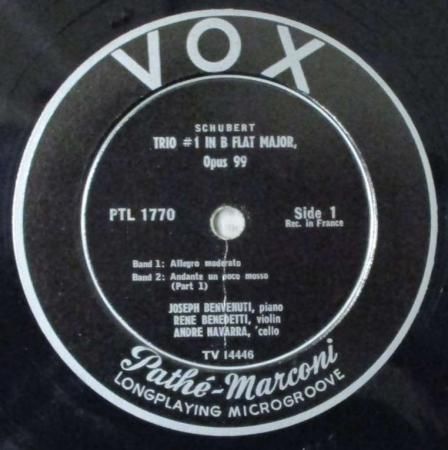 VOX
SCHUBERT
TRIO #1 IN B FLAT MAJOR,
Opus 99
PTL 1770
Side 1
Rec. in France
Band 1: Allegro moderato
Band 2: Andante un poco mosso
(Part 1)
JOSEPH BENVENUTI, piano
RENE BENEDETTI, violin
ANDRE NAVARRA, 'cello
TV 14446
Pathé-Marconi
LONGPLAYING MICROGROOVE